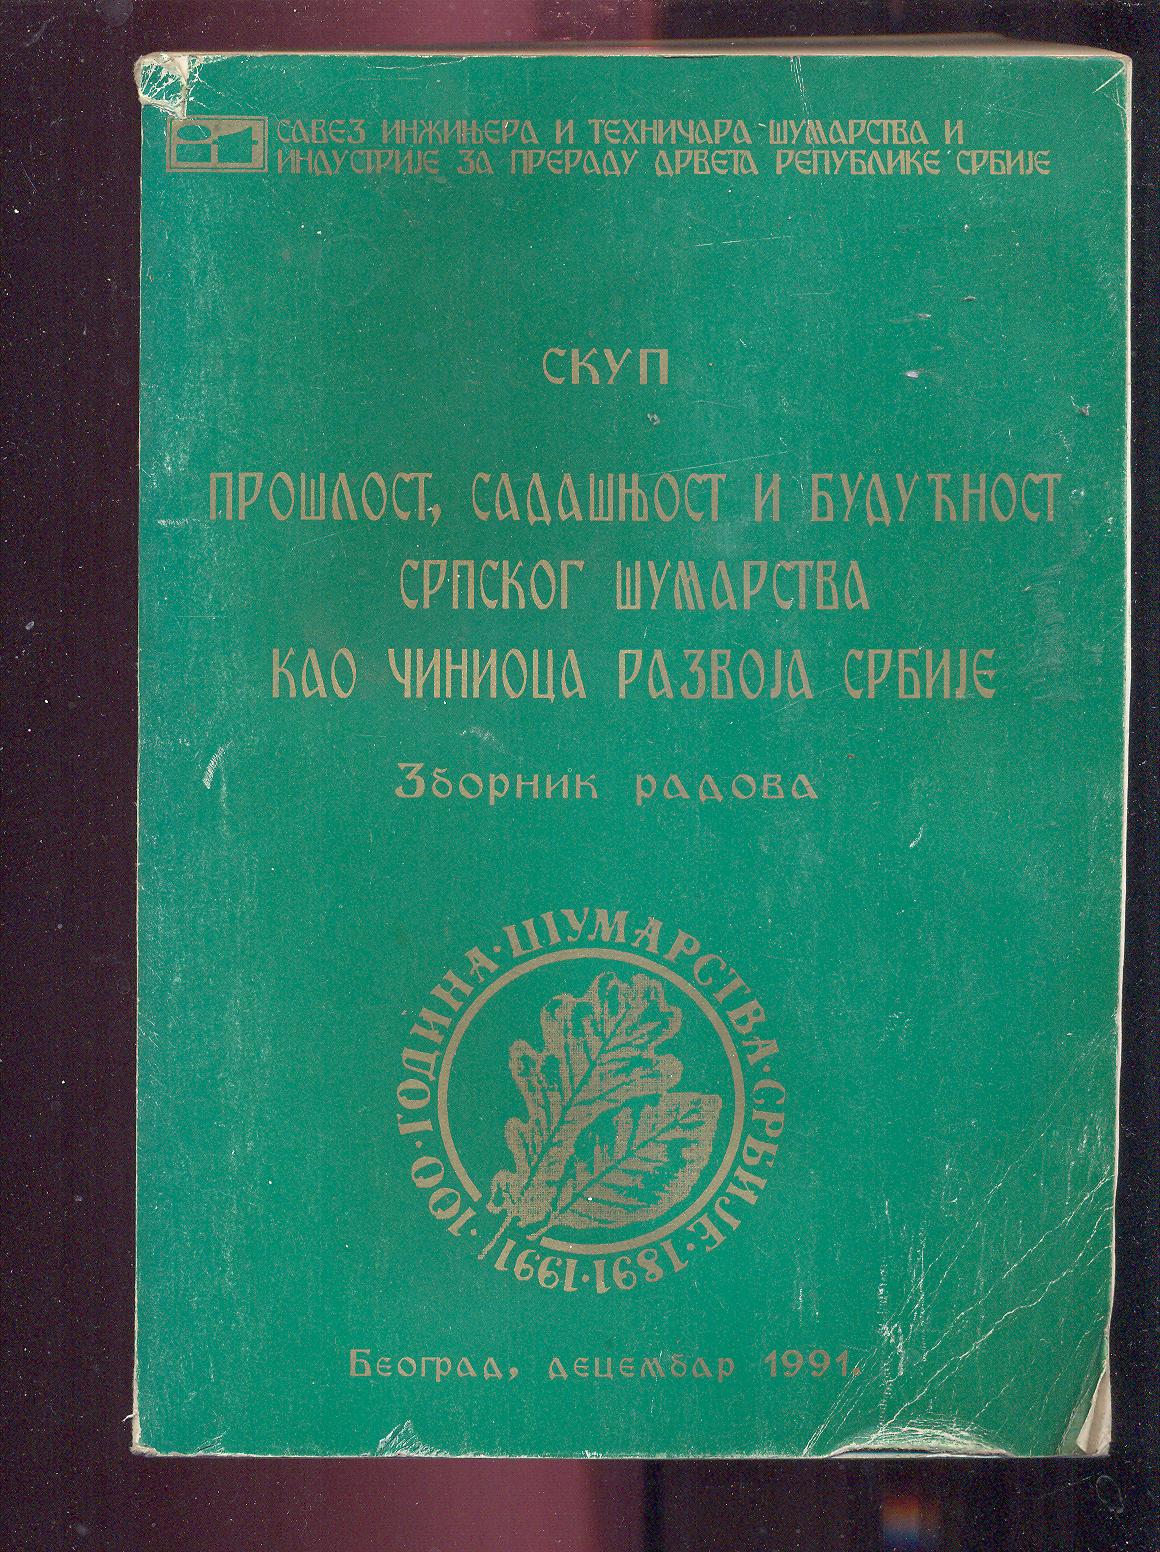 САВЕЗ ИНЖИЊЕРА И ТЕХНИЧАРА ШУМАРСТВА И
ИНДУСТРИЈЕ ЗА ПРЕРАДУ ДРВЕТА РЕПУБЛИКЕ СРБИЈЕ
СКУП
ПРОШЛОСТ, САДАШЊОСТ И БУДУЋНОСТ
СРПСКОГ ШУМАРСТВА
КАО ЧИНИОЦА РАЗВОЈА СРБИЈЕ
Зборник радова
·100·ГОДИНА·ШУМАРСТВА·СРБИЈЕ·1891·1991
Београд, децембар 1991.